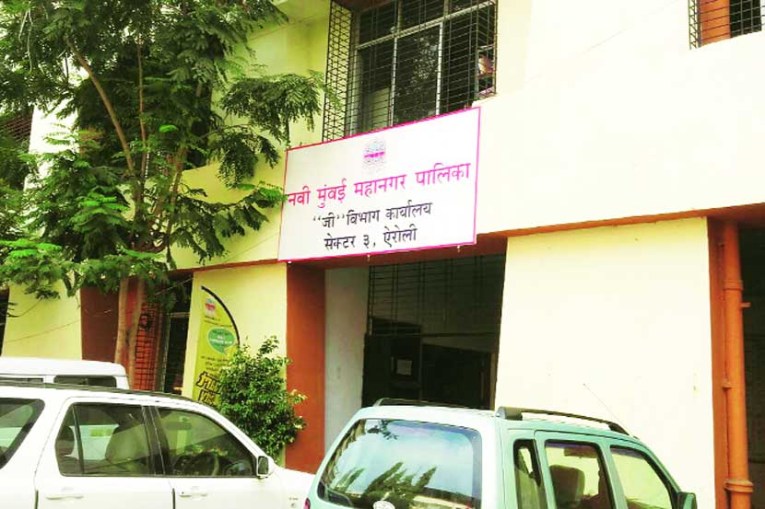 नवी मुंबई महानगर पालिका
"जी" विभाग कार्यालय
सेक्टर ३, ऐरोली